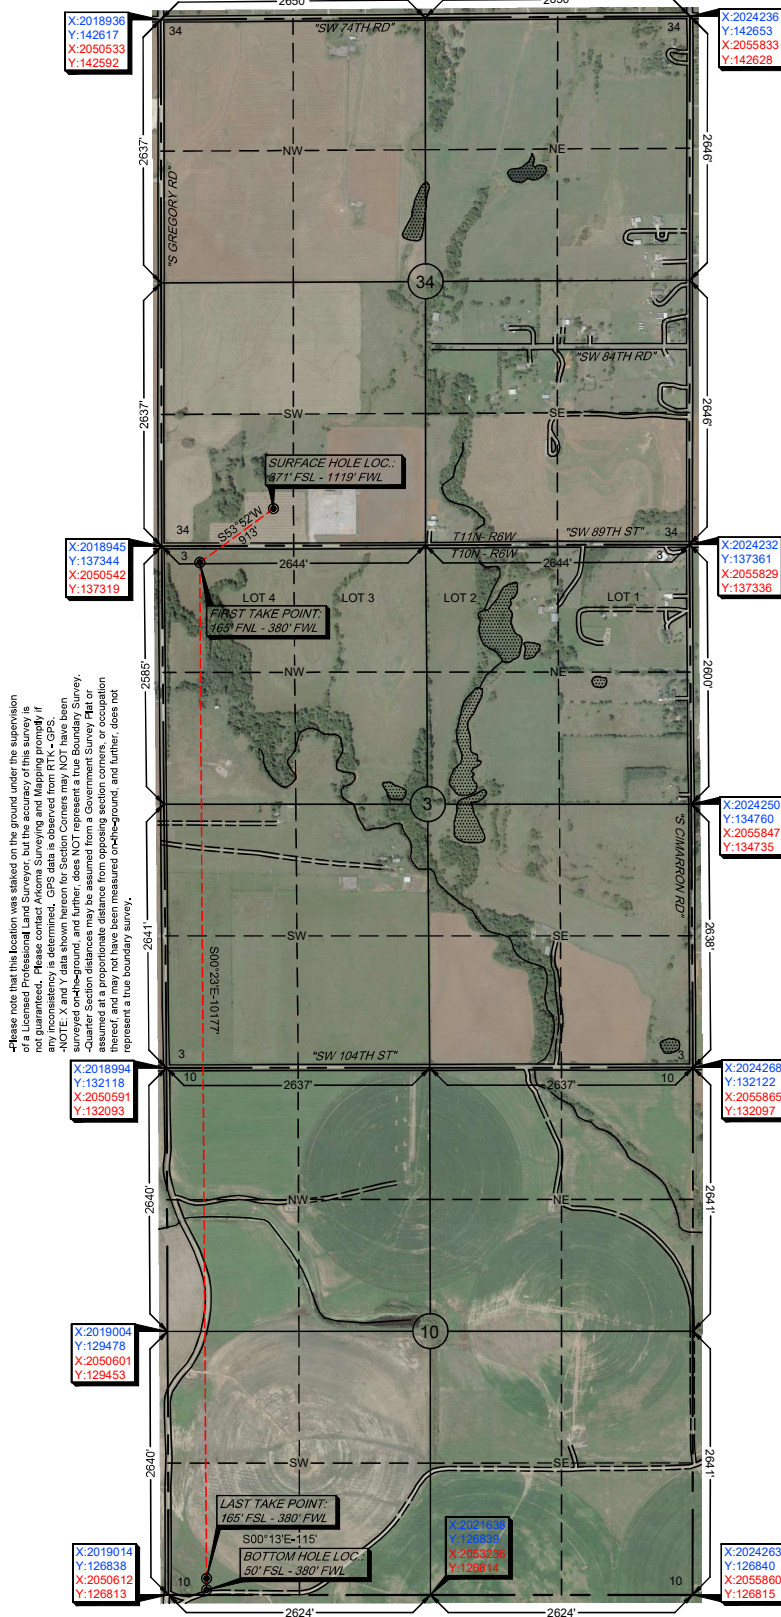 2650'
2650'
X:2018936
Y:142617
X:2050533
Y:142592
34
"SW 74TH RD"
34
X:2024236
Y:142653
X:2055833
Y:142628
2637'
"S GREGORY RD"
NW
NE
2646'
34
2637'
"SW 84TH RD"
SW
SE
2646'
SURFACE HOLE LOC.:
371' FSL - 1119' FWL
S53°52'W
913'
34
T11N - R6W
"SW 89TH ST"
34
X:2018945
Y:137344
X:2050542
Y:137319
3
2644'
T10N - R6W
2644'
3
X:2024232
Y:137361
X:2055829
Y:137336
LOT 4
LOT 3
LOT 2
LOT 1
FIRST TAKE POINT:
165' FNL - 380' FWL
2585'
NW
NE
2600'
-Please note that this location was staked on the ground under the supervision
of a Licensed Professional Land Surveyor, but the accuracy of this survey is
not guaranteed. Please contact Arkoma Surveying and Mapping promptly if
any inconsistency is determined. GPS data is observed from RTK - GPS.
-NOTE: X and Y data shown hereon for Section Corners may NOT have been
surveyed on-the-ground, and further, does NOT represent a true Boundary Survey.
-Quarter Section distances may be assumed from a Government Survey Plat or
assumed at a proportionate distance from opposing section corners, or occupation
thereof, and may not have been measured on-the-ground, and further, does not
represent a true boundary survey.
3
X:2024250
Y:134760
X:2055847
Y:134735
"S CIMARRON RD"
2641'
SW
SE
2638'
S00°23'E-10177'
3
"SW 104TH ST"
3
X:2018994
Y:132118
X:2050591
Y:132093
10
2637'
2637'
10
X:2024268
Y:132122
X:2055865
Y:132097
2640'
NW
NE
2641'
X:2019004
Y:129478
X:2050601
Y:129453
10
2640'
SW
SE
2641'
LAST TAKE POINT:
165' FSL - 380' FWL
S00°13'E-115'
BOTTOM HOLE LOC.:
50' FSL - 380' FWL
X:2021638
Y:126839
X:2053236
Y:126814
X:2019014
Y:126838
X:2050612
Y:126813
10
10
X:2024263
Y:126840
X:2055860
Y:126815
2624'
2624'